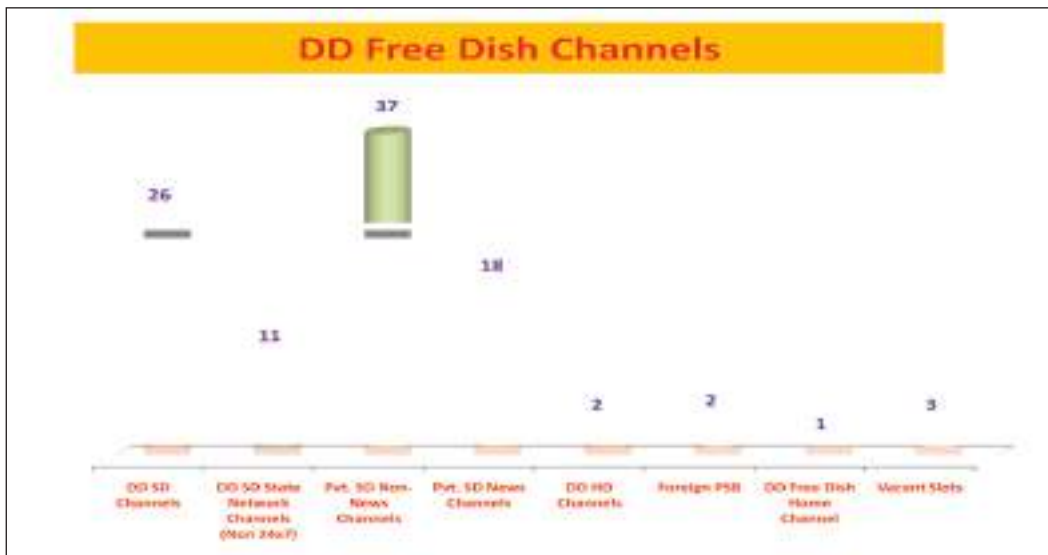 DD Free Dish Channels
37
26
18
11
2
2
1
3
DD SD
Channels
DD SD State
Network
Channels
(Non 24x7)
Pvt. SD Non-
News
Channels
Pvt. SD News
Channels
DD HD
Channels
Foreign PSB
DD Free Dish
Home
Channel
Vacant Slots